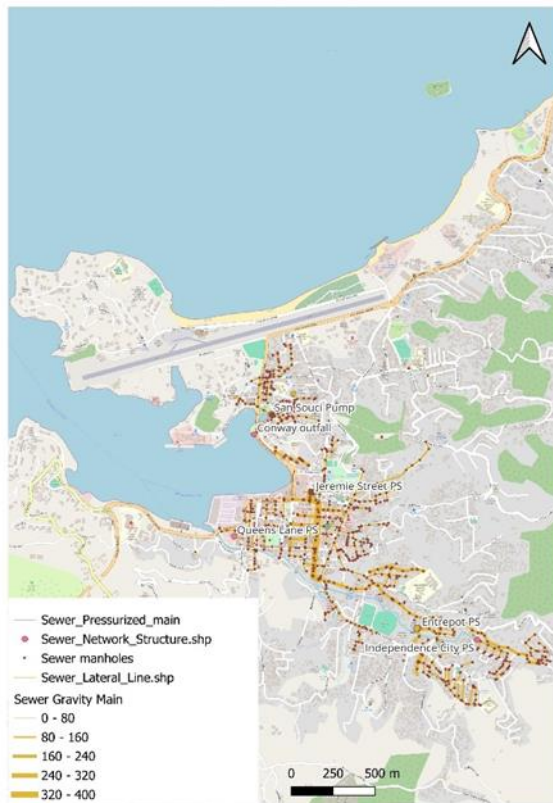 San Souci Pump
Conway outfall
Jeremie Street PS
Queens Lane PS
Entrepot PS
Independence City PS
Sewer_Pressurized_main
Sewer_Network_Structure.shp
Sewer manholes
Sewer_Lateral_Line.shp
Sewer Gravity Main
0 - 80
80 - 160
160 - 240
240 - 320
320 - 400
0 250 500 m